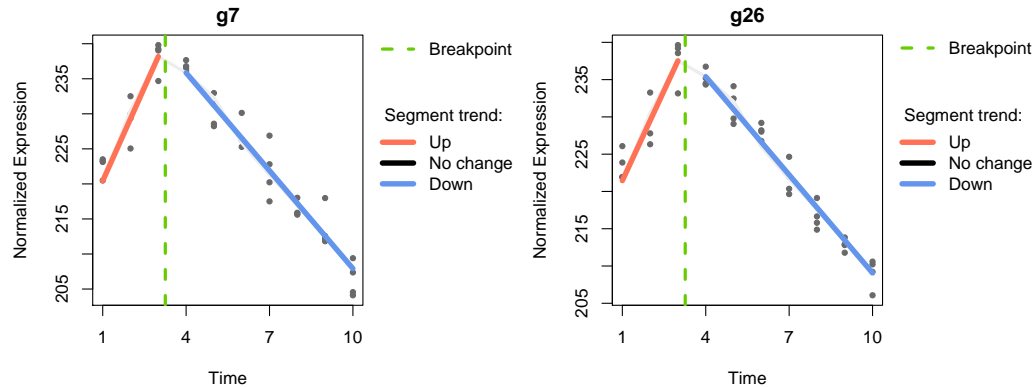 g7
Normalized Expression
235
225
215
205
1
4
7
10
Time
Breakpoint
Segment trend:
Up
No change
Down
g26
Normalized Expression
235
225
215
205
1
4
7
10
Time
Breakpoint
Segment trend:
Up
No change
Down